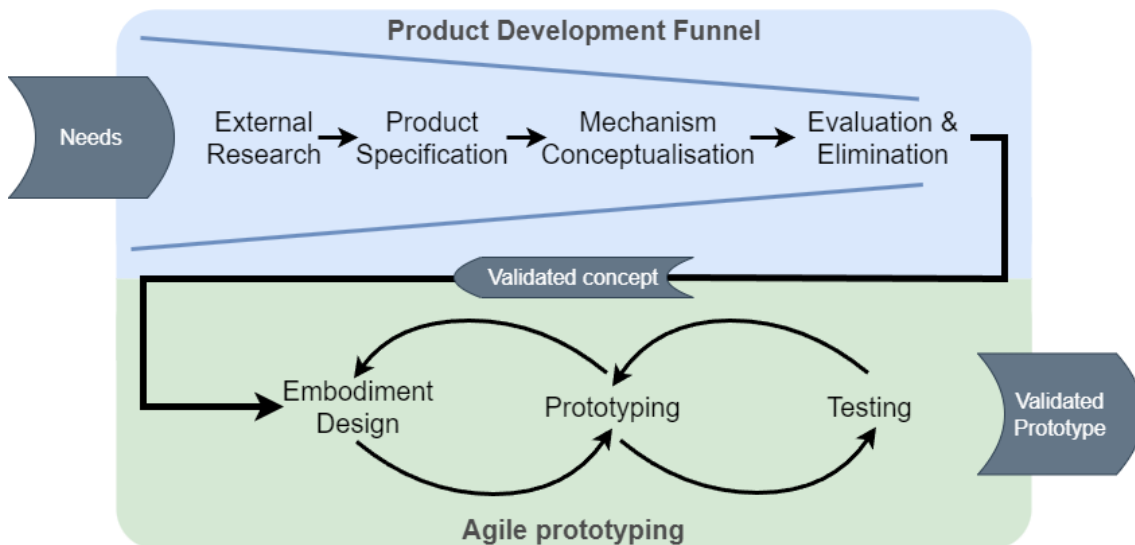 Product Development Funnel
Needs
External
Research
Product
Specification
Mechanism
Conceptualisation
Evaluation &
Elimination
Validated concept
Embodiment
Design
Prototyping
Testing
Validated
Prototype
Agile prototyping